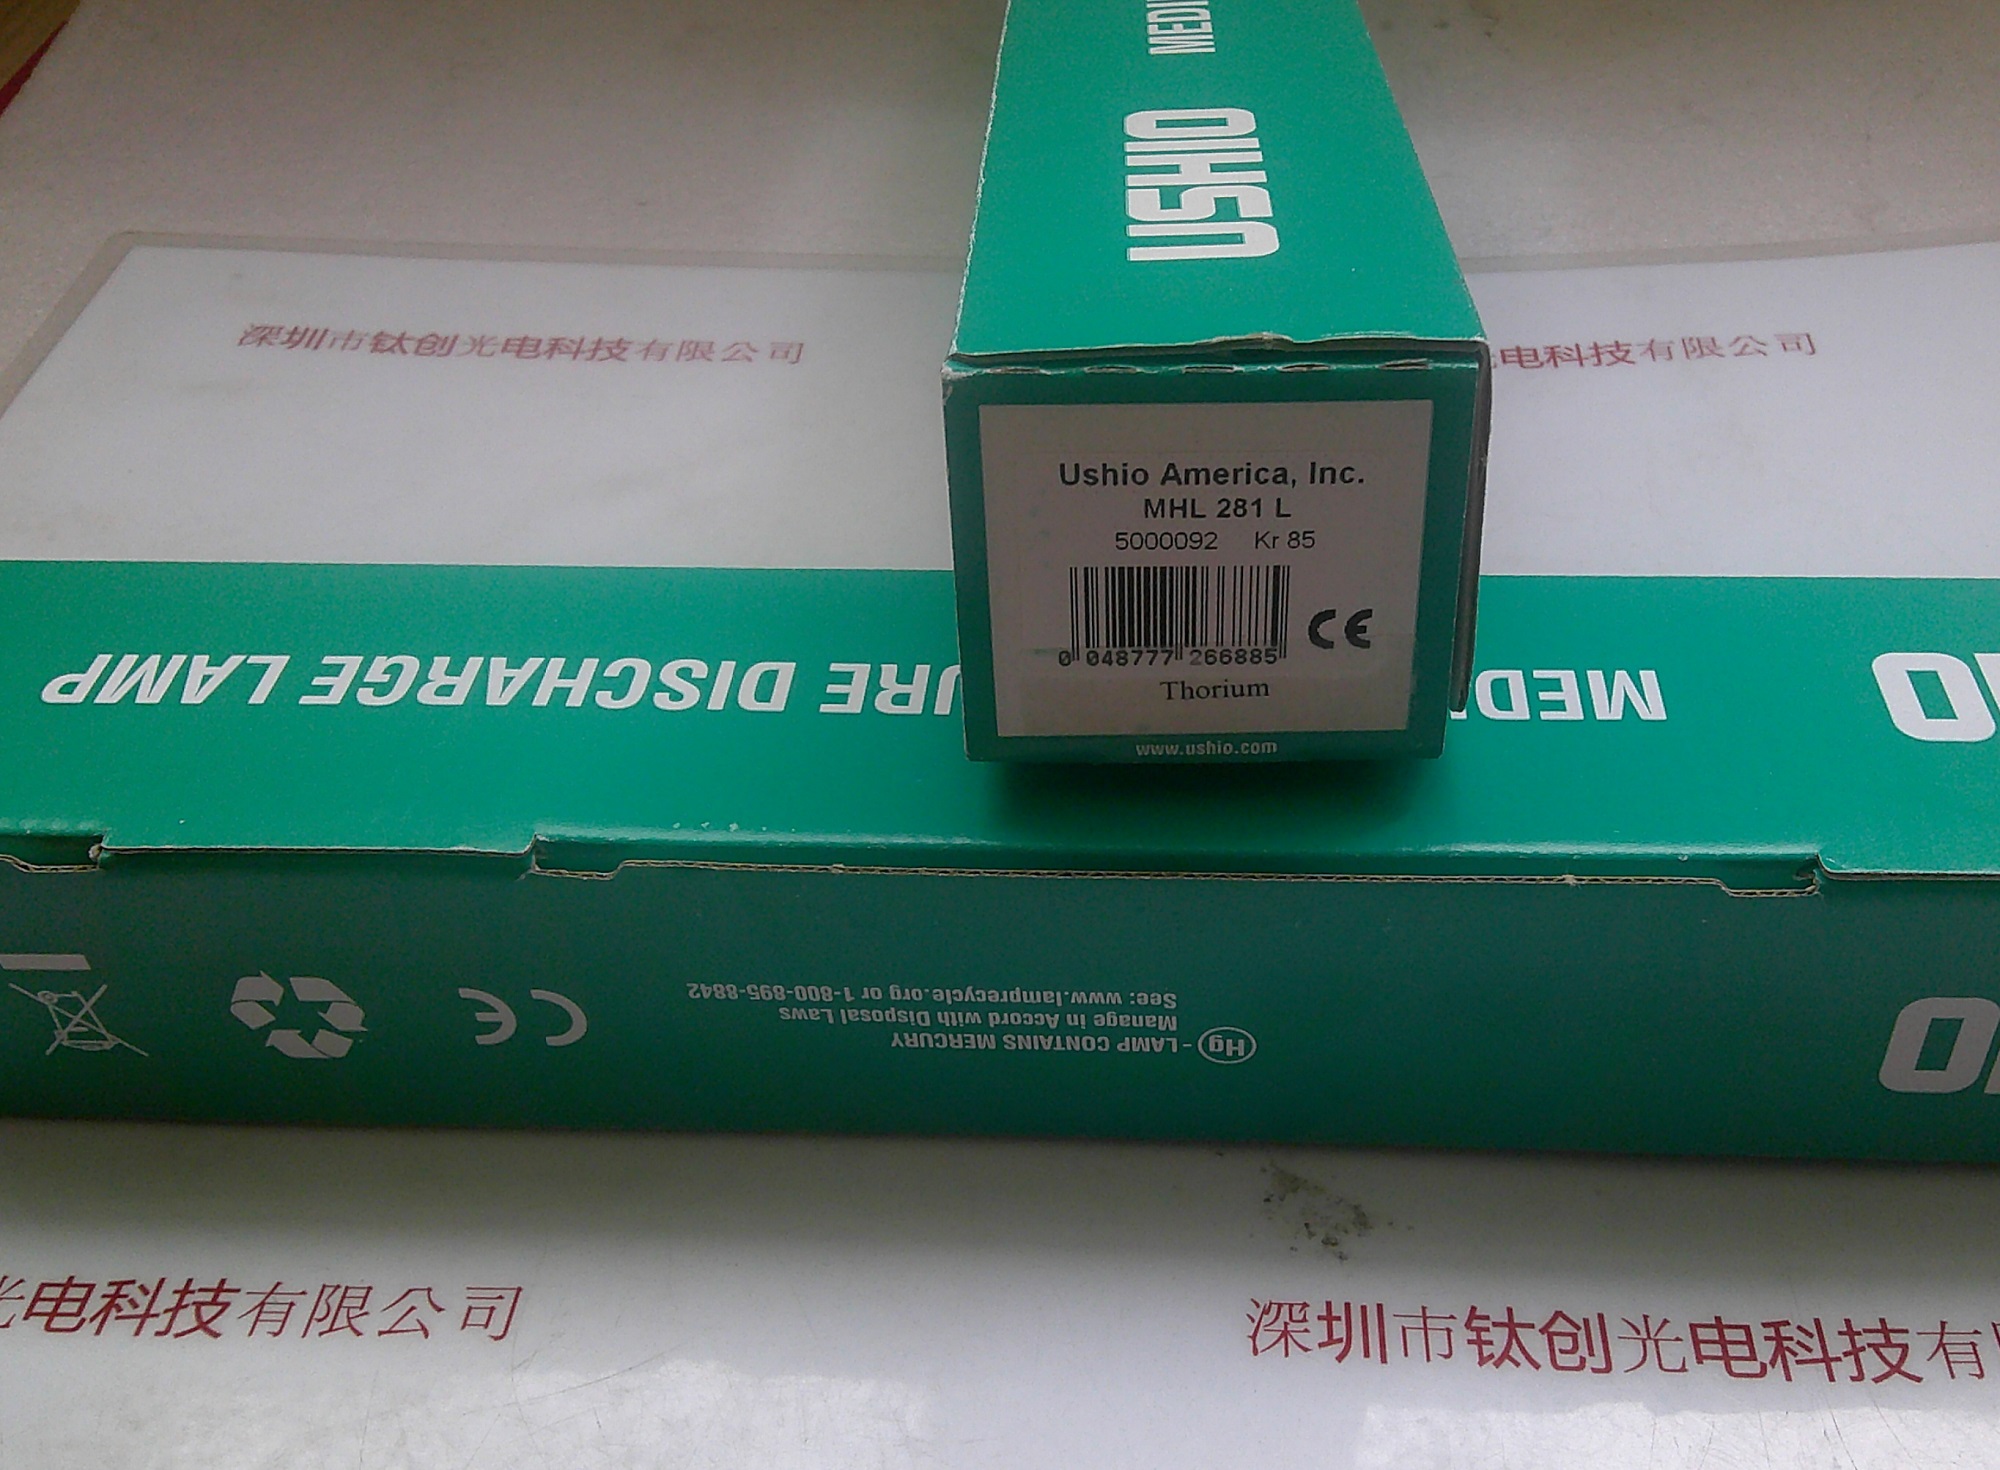 USHIO
深圳市钛创光电科技有限公司
电科技有限公司
Ushio America, Inc.
MHL 281 L
5000092 Kr 85
0 048777 266885
CE
Thorium
www.ushio.com
DISCHARGE LAMP
CE
Hg - LAMP CONTAINS MERCURY
Manage in Accord with Disposal Laws
See: www.lamprecycle.org or 1-800-895-8842
光电科技有限公司
深圳市钛创光电科技有